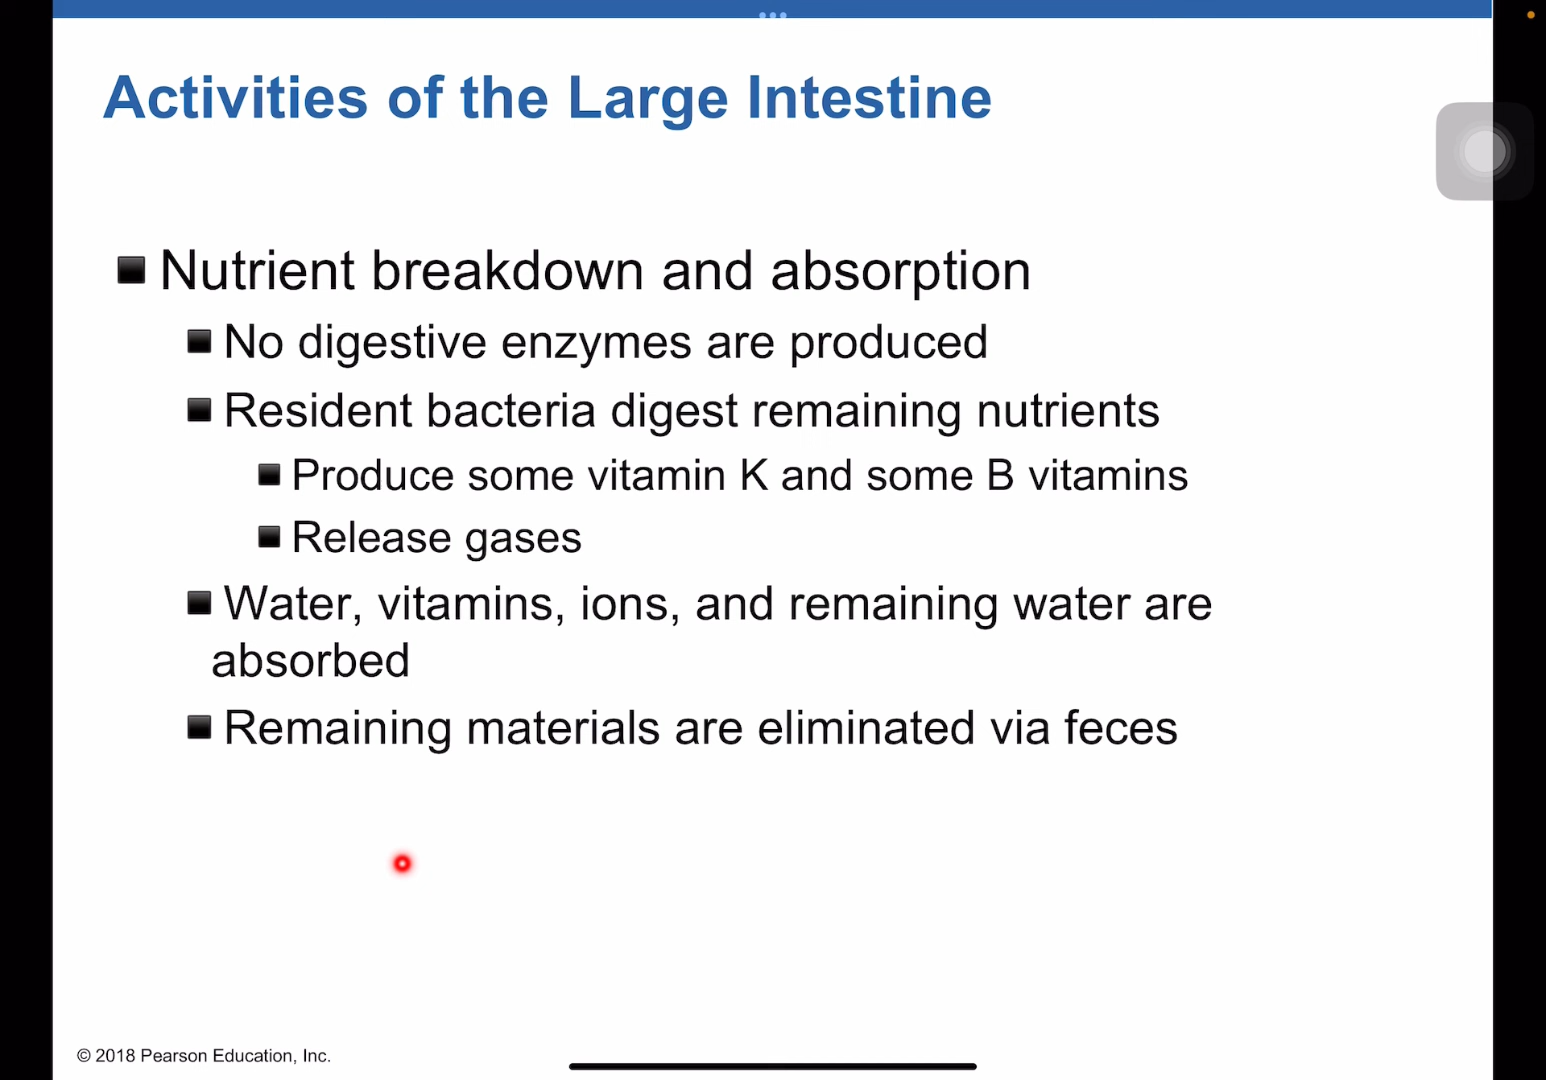 Activities of the Large Intestine
Nutrient breakdown and absorption
No digestive enzymes are produced
Resident bacteria digest remaining nutrients
Produce some vitamin K and some B vitamins
Release gases
Water, vitamins, ions, and remaining water are
absorbed
Remaining materials are eliminated via feces
© 2018 Pearson Education, Inc.